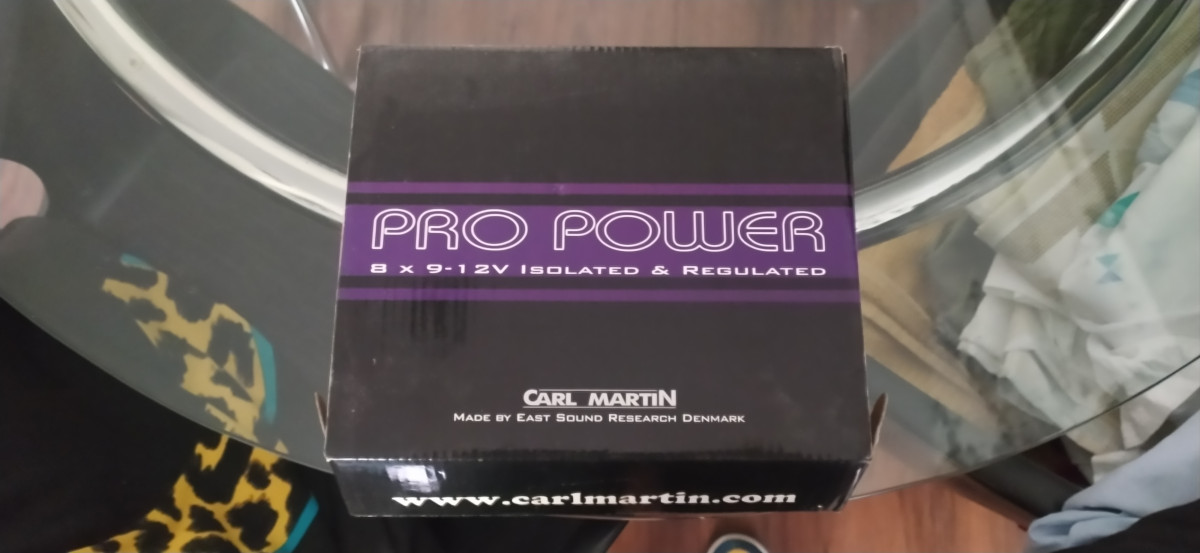 PRO POWER
8 x 9-12V ISOLATED & REGULATED
CARL MARTIN
MADE BY EAST SOUND RESEARCH DENMARK
www.carlmartin.com